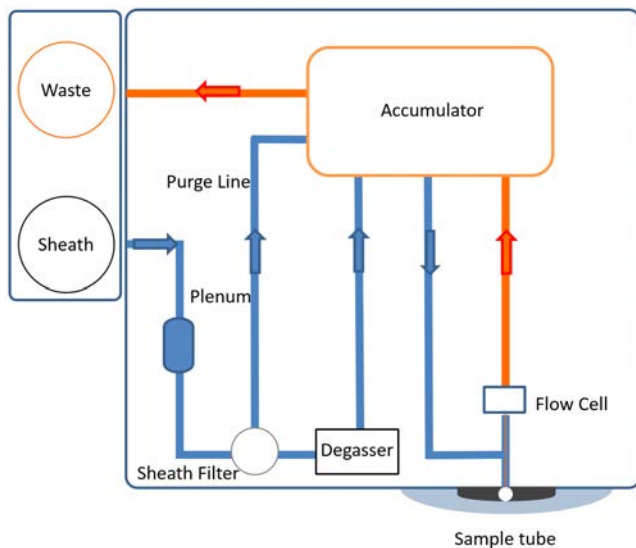 Waste
Accumulator
Purge Line
Sheath
Plenum
Flow Cell
Degasser
Sheath Filter
Sample tube